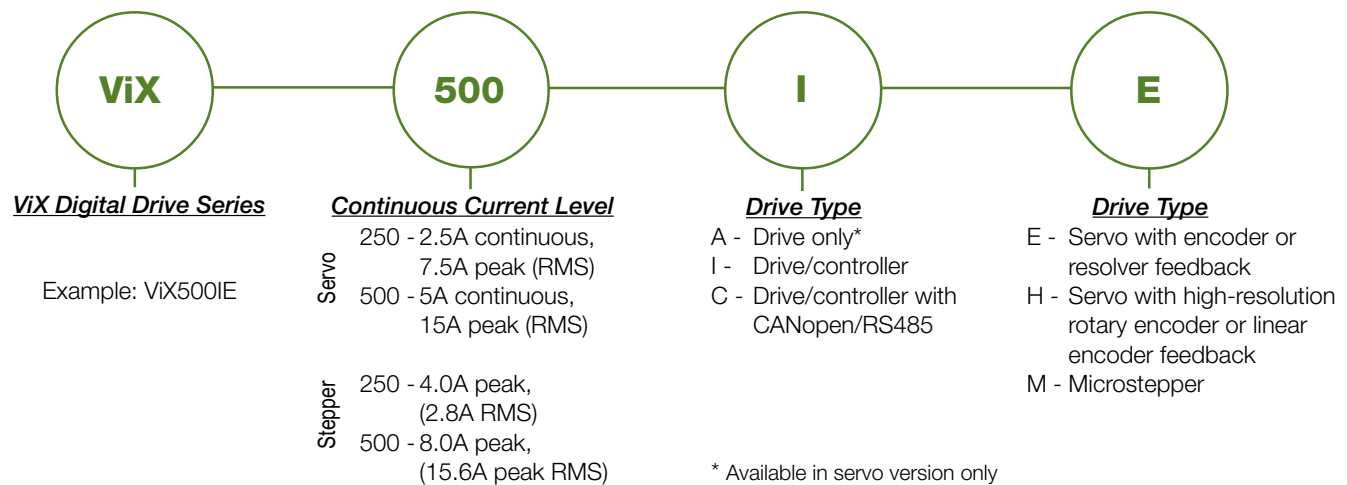 ViX
500
I
E
ViX Digital Drive Series
Example: ViX500IE
Continuous Current Level
Servo
250 - 2.5A continuous,
7.5A peak (RMS)
500 - 5A continuous,
15A peak (RMS)
Stepper
250 - 4.0A peak,
(2.8A RMS)
500 - 8.0A peak,
(15.6A peak RMS)
Drive Type
A - Drive only*
I - Drive/controller
C - Drive/controller with
CANopen/RS485
* Available in servo version only
Drive Type
E - Servo with encoder or
resolver feedback
H - Servo with high-resolution
rotary encoder or linear
encoder feedback
M - Microstepper